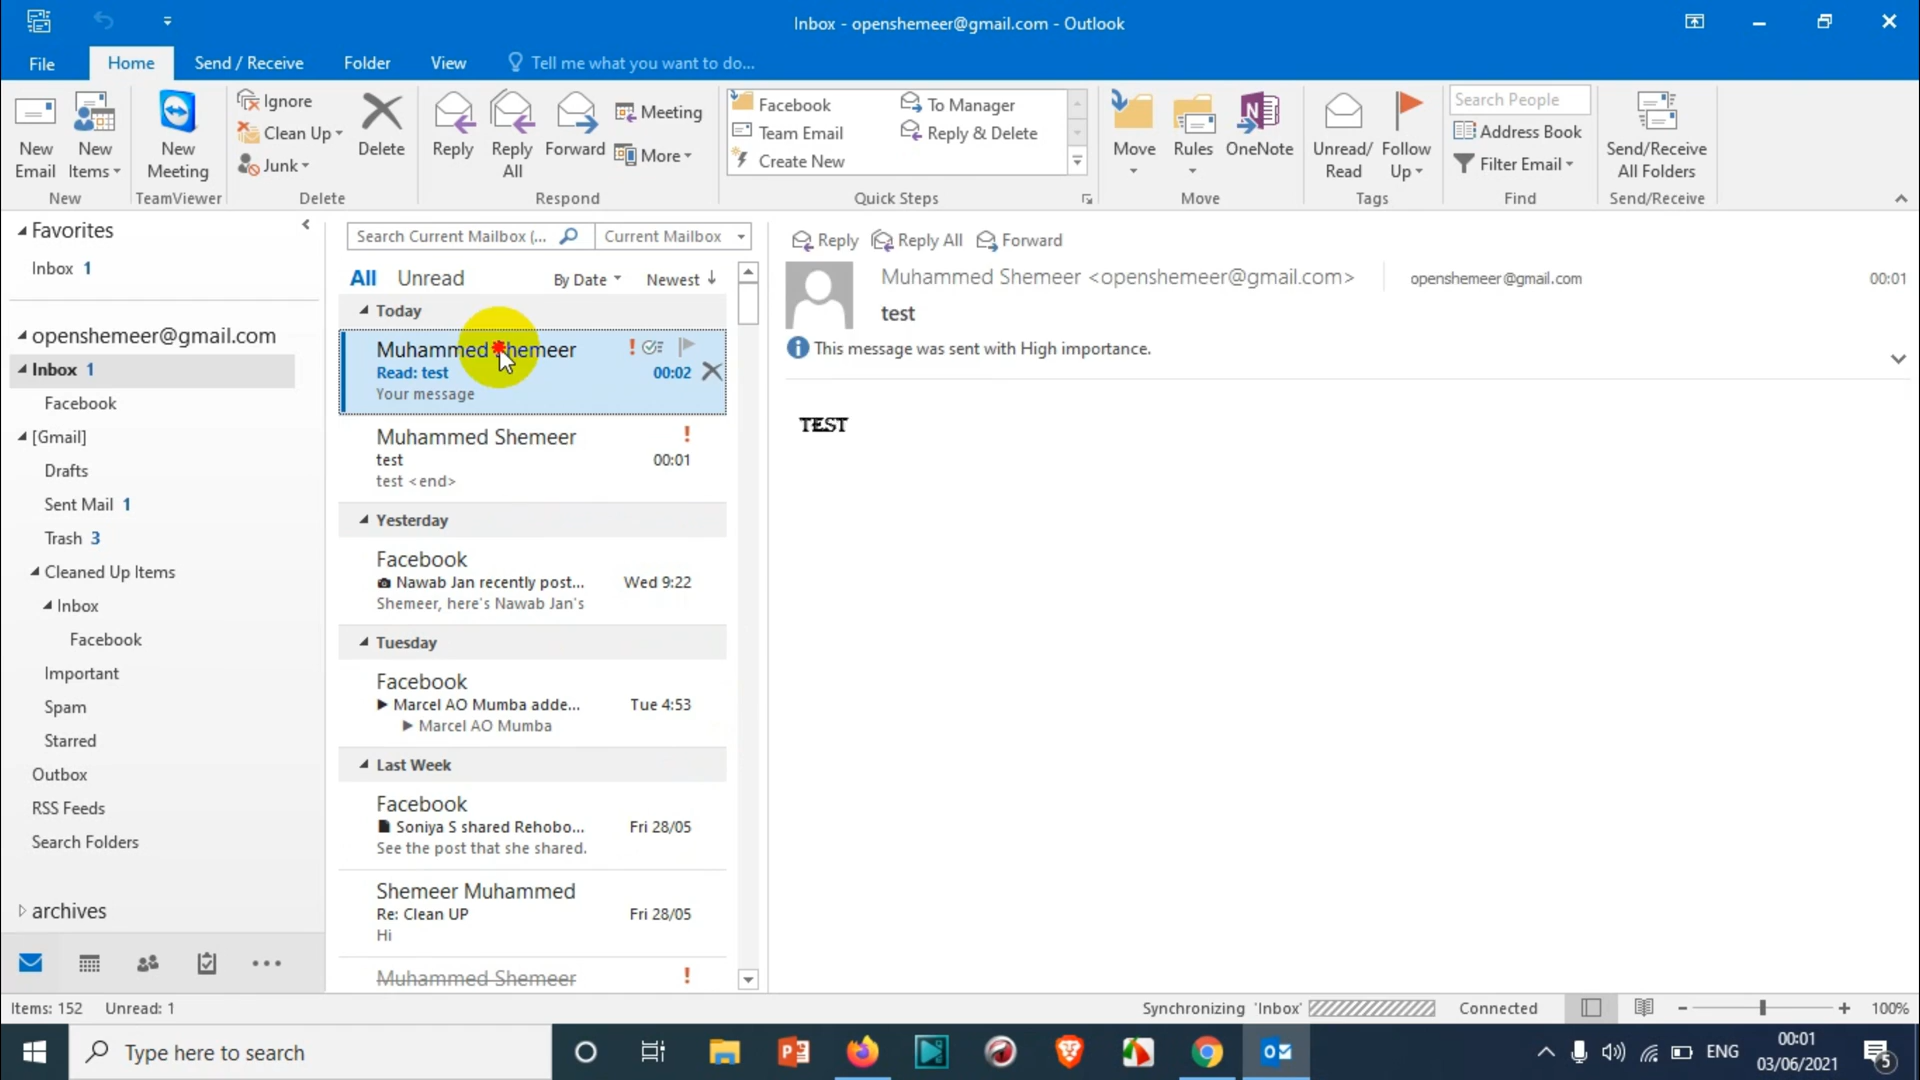 Inbox - openshemeer@gmail.com - Outlook
File Home Send / Receive Folder View Tell me what you want to do...
New Email
New Items
New Meeting
Ignore
Clean Up
Junk
Delete
Reply
Reply All
Forward
Meeting
More
Facebook
Team Email
Create New
To Manager
Reply & Delete
Move
Rules
OneNote
Unread/ Read
Follow Up
Search People
Address Book
Filter Email
Send/Receive All Folders
New TeamViewer Delete Respond Quick Steps Move Tags Find Send/Receive
Favorites
Inbox 1
openshemeer@gmail.com
Inbox 1
Facebook
[Gmail]
Drafts
Sent Mail 1
Trash 3
Cleaned Up Items
Inbox
Facebook
Important
Spam
Starred
Outbox
RSS Feeds
Search Folders
archives
Search Current Mailbox (... Current Mailbox
All Unread By Date Newest
Today
Muhammed Shemeer
Read: test 00:02
Your message
Muhammed Shemeer
test 00:01
test <end>
Yesterday
Facebook
Nawab Jan recently post... Wed 9:22
Shemeer, here's Nawab Jan's
Tuesday
Facebook
Marcel AO Mumba adde... Tue 4:53
Marcel AO Mumba
Last Week
Facebook
Soniya S shared Rehobo... Fri 28/05
See the post that she shared.
Shemeer Muhammed
Re: Clean UP Fri 28/05
Hi
Muhammed Shemeer
Reply Reply All Forward
Muhammed Shemeer <openshemeer@gmail.com> openshemeer@gmail.com 00:01
test
This message was sent with High importance.
TEST
Items: 152 Unread: 1 Synchronizing 'Inbox' Connected 100%
Type here to search
ENG
00:01
03/06/2021
5